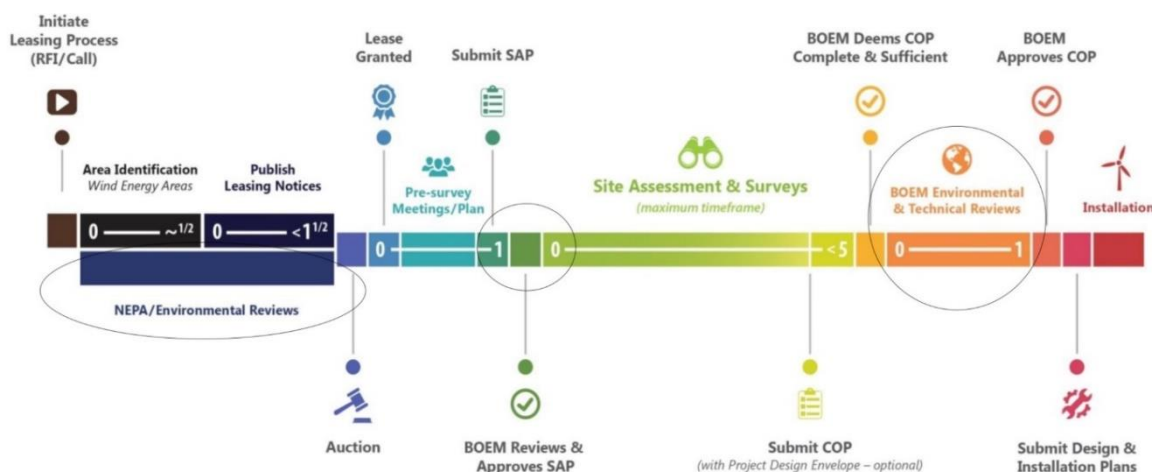 Initiate
Leasing Process
(RFI/Call)
Lease
Granted
Submit SAP
BOEM Deems COP
Complete & Sufficient
BOEM
Approves COP
Area Identification
Wind Energy Areas
Publish
Leasing Notices
Pre-survey
Meetings/Plan
Site Assessment & Surveys
(maximum timeframe)
BOEM Environmental
& Technical Reviews
Installation
0 ~1/2
0 <1 1/2
0 1
0 <5
0 1
NEPA/Environmental Reviews
Auction
BOEM Reviews &
Approves SAP
Submit COP
(with Project Design Envelope – optional)
Submit Design &
Installation Plans